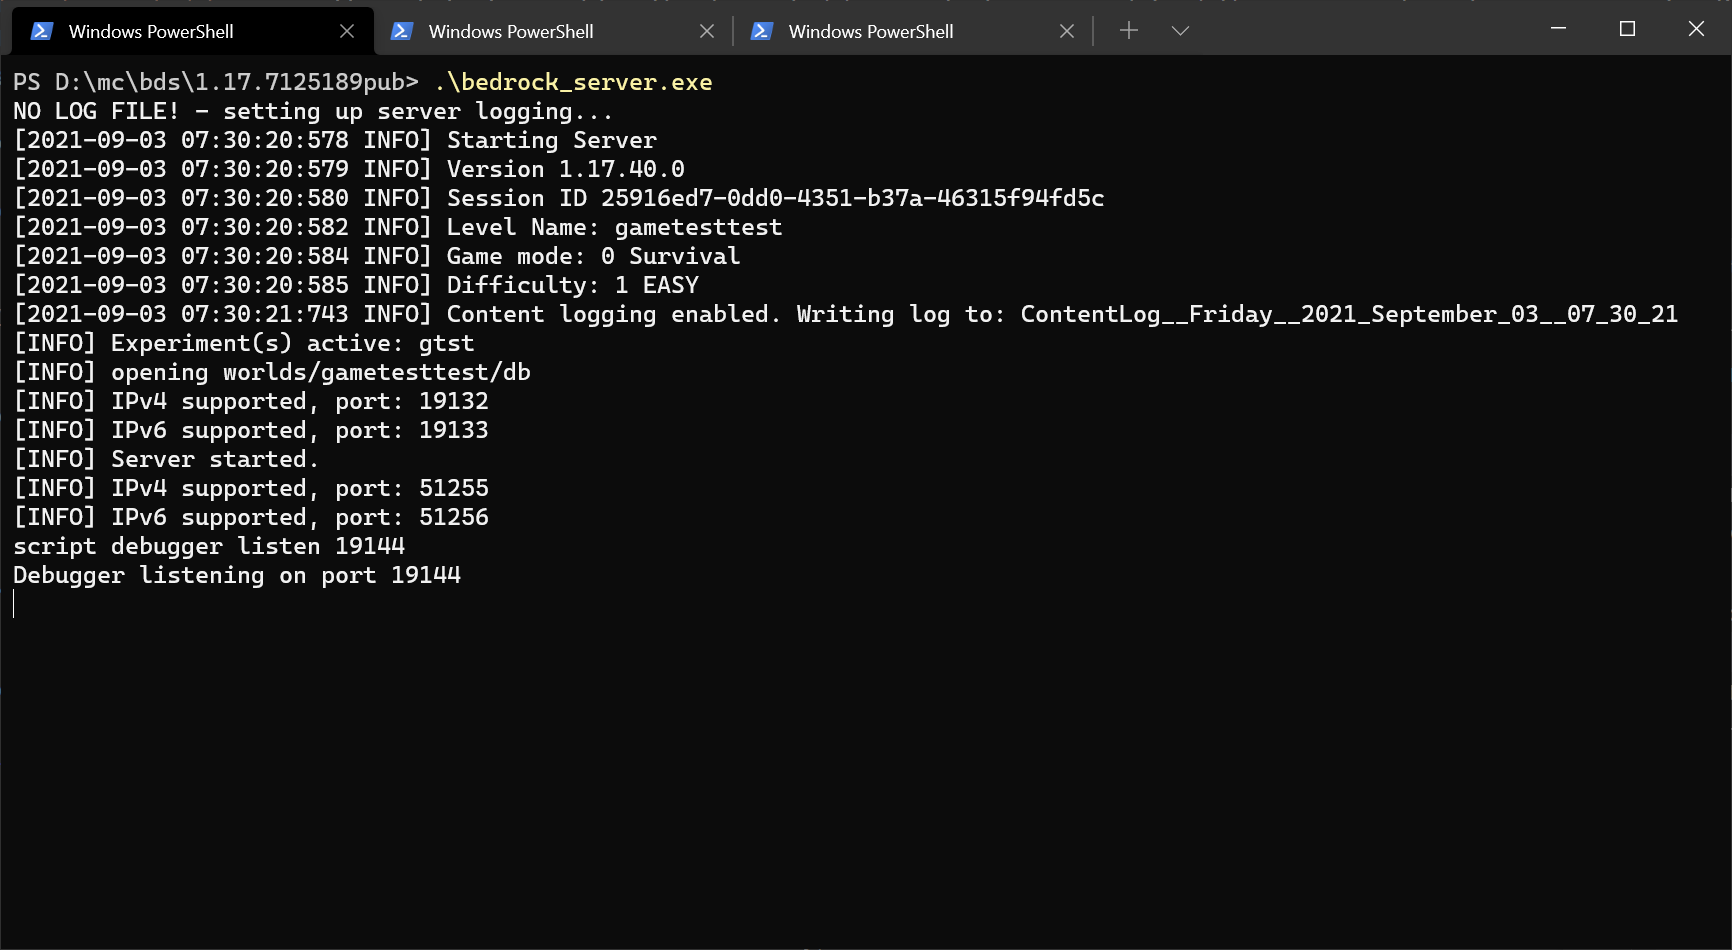 Windows PowerShell Windows PowerShell Windows PowerShell
PS D:\mc\bds\1.17.7125189pub> .\bedrock_server.exe
NO LOG FILE! - setting up server logging...
[2021-09-03 07:30:20:578 INFO] Starting Server
[2021-09-03 07:30:20:579 INFO] Version 1.17.40.0
[2021-09-03 07:30:20:580 INFO] Session ID 25916ed7-0dd0-4351-b37a-46315f94fd5c
[2021-09-03 07:30:20:582 INFO] Level Name: gametesttest
[2021-09-03 07:30:20:584 INFO] Game mode: 0 Survival
[2021-09-03 07:30:20:585 INFO] Difficulty: 1 EASY
[2021-09-03 07:30:21:743 INFO] Content logging enabled. Writing log to: ContentLog__Friday__2021_September_03__07_30_21
[INFO] Experiment(s) active: gtst
[INFO] opening worlds/gametesttest/db
[INFO] IPv4 supported, port: 19132
[INFO] IPv6 supported, port: 19133
[INFO] Server started.
[INFO] IPv4 supported, port: 51255
[INFO] IPv6 supported, port: 51256
script debugger listen 19144
Debugger listening on port 19144